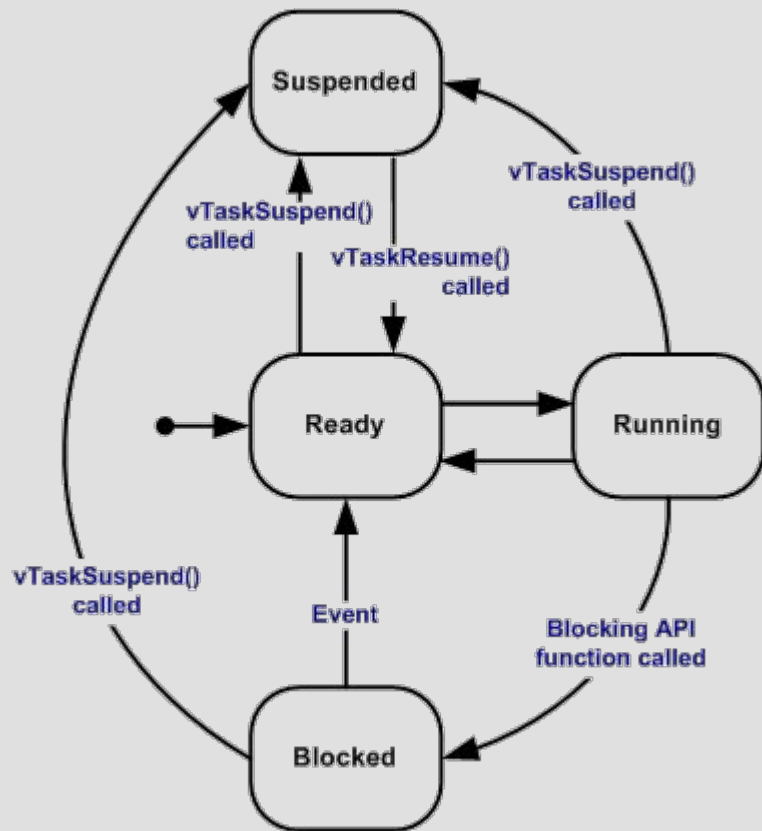 Suspended
vTaskSuspend()
called
vTaskSuspend()
called
vTaskResume()
called
Ready
Running
vTaskSuspend()
called
Event
Blocking API
function called
Blocked